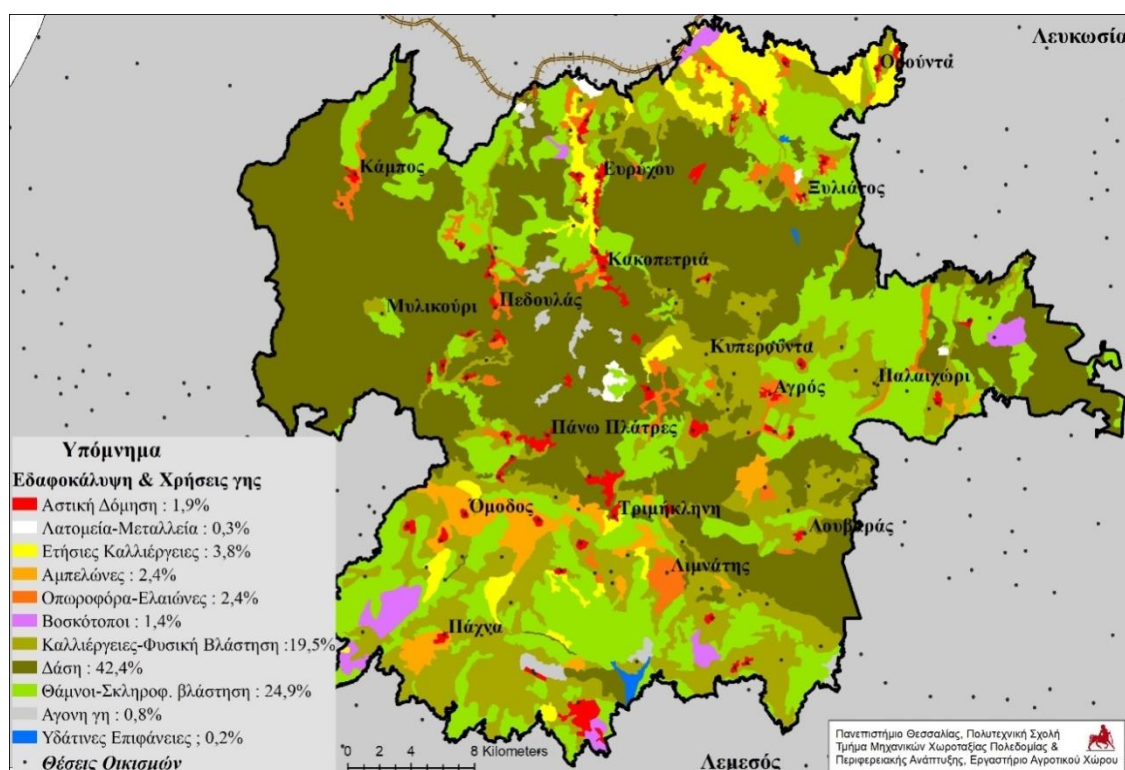 Λευκωσία
Ορούντά
Κάμπος
Ευρύχου
Ξυλιάτος
Κακοπετριά
Μυλικούρι
Πεδουλάς
Κυπερούντα
Αγρός
Παλαιχώρι
Πάνω Πλάτρες
Όμοδος
Τριμήκληνη
Λουβαράς
Λιμνάτης
Πάχνα
Υπόμνημα
Εδαφοκάλυψη & Χρήσεις γης
Αστική Δόμηση : 1,9%
Λατομεία-Μεταλλεία : 0,3%
Ετήσιες Καλλιέργειες : 3,8%
Αμπελώνες : 2,4%
Οπωροφόρα-Ελαιώνες : 2,4%
Βοσκότοποι : 1,4%
Καλλιέργειες-Φυσική Βλάστηση :19,5%
Δάση : 42,4%
Θάμνοι-Σκληροφ. βλάστηση : 24,9%
Αγονη γη : 0,8%
Υδάτινες Επιφάνειες ; 0,2%
Θέσεις Οικισμών
0 2 4 8 Kilometers
Λεμεσός
Πανεπιστήμιο Θεσσαλίας, Πολυτεχνική Σχολή
Τμήμα Μηχανικών Χωροταξίας Πολεδομίας &
Περιφερειακής Ανάπτυξης, Εργαστήριο Αγροτικού Χώρου